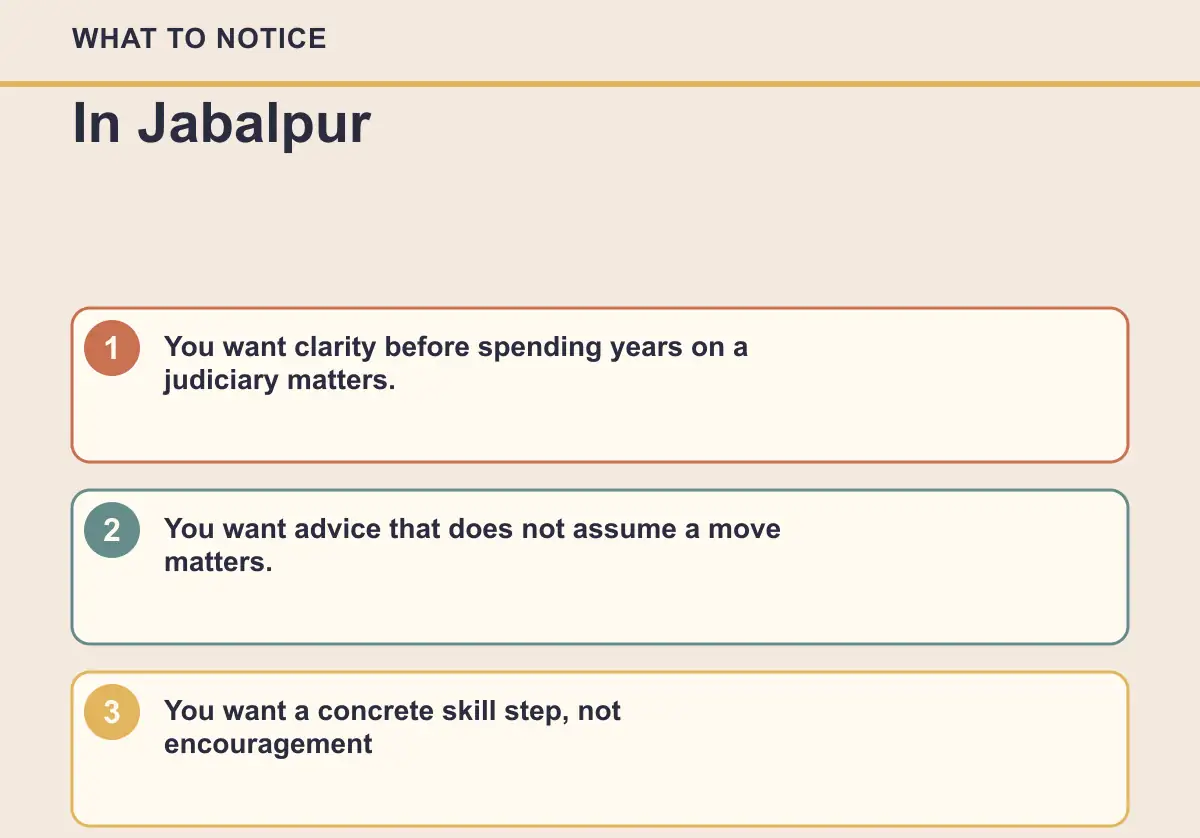 WHAT TO NOTICE
In Jabalpur
1
You want clarity before spending years on a
judiciary matters.
2
You want advice that does not assume a move
matters.
3
You want a concrete skill step, not
encouragement